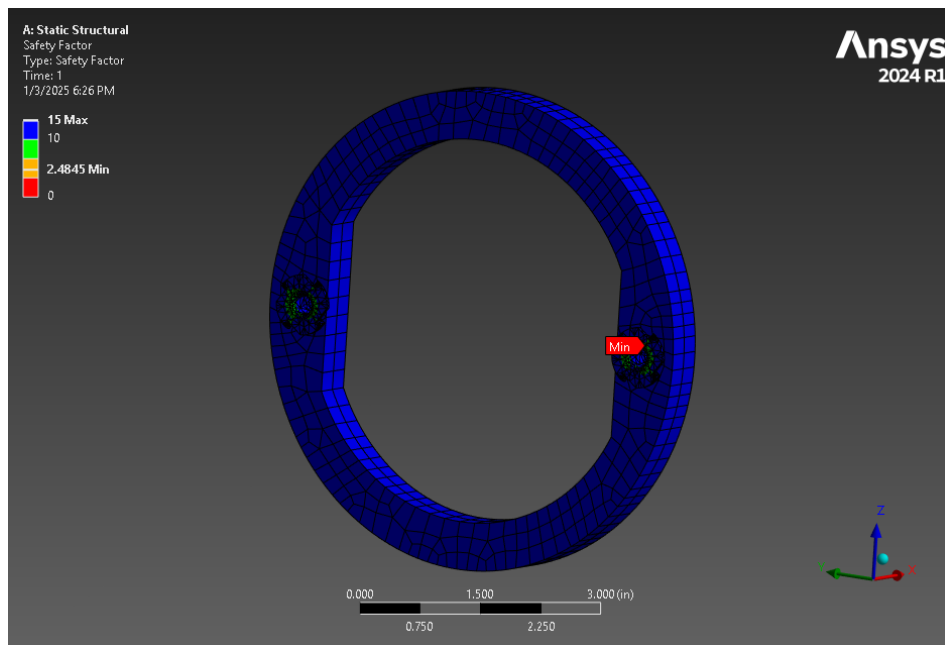 A: Static Structural
Safety Factor
Type: Safety Factor
Time: 1
1/3/2025 6:26 PM
15 Max
10
2.4845 Min
0
Ansys
2024 R1
Min
Z
Y
X
0.000 1.500 3.000 (in)
0.750 2.250